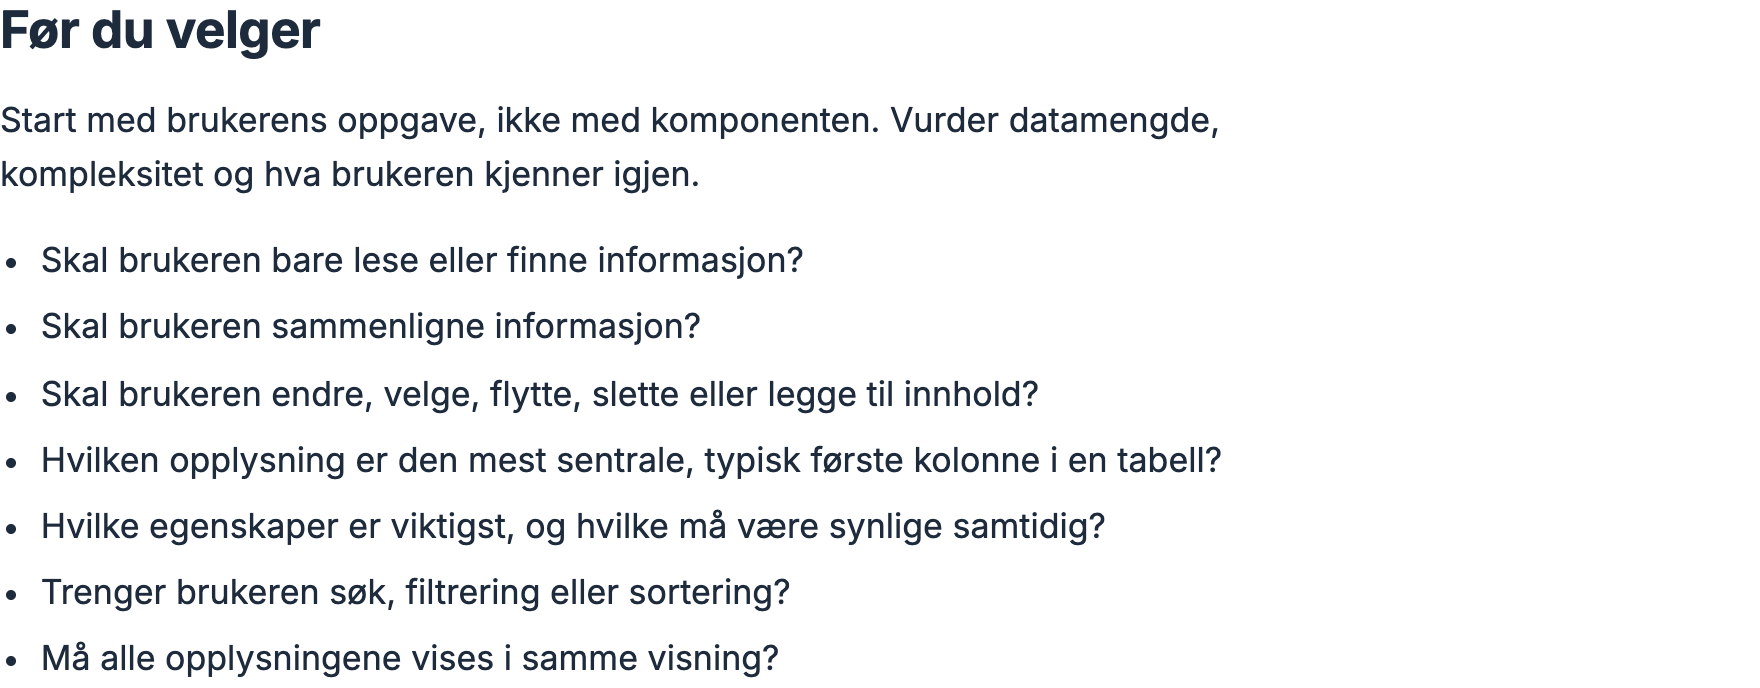 Før du velger
Start med brukerens oppgave, ikke med komponenten. Vurder datamengde,
kompleksitet og hva brukeren kjenner igjen.
• Skal brukeren bare lese eller finne informasjon?
• Skal brukeren sammenligne informasjon?
• Skal brukeren endre, velge, flytte, slette eller legge til innhold?
• Hvilken opplysning er den mest sentrale, typisk første kolonne i en tabell?
• Hvilke egenskaper er viktigst, og hvilke må være synlige samtidig?
• Trenger brukeren søk, filtrering eller sortering?
• Må alle opplysningene vises i samme visning?